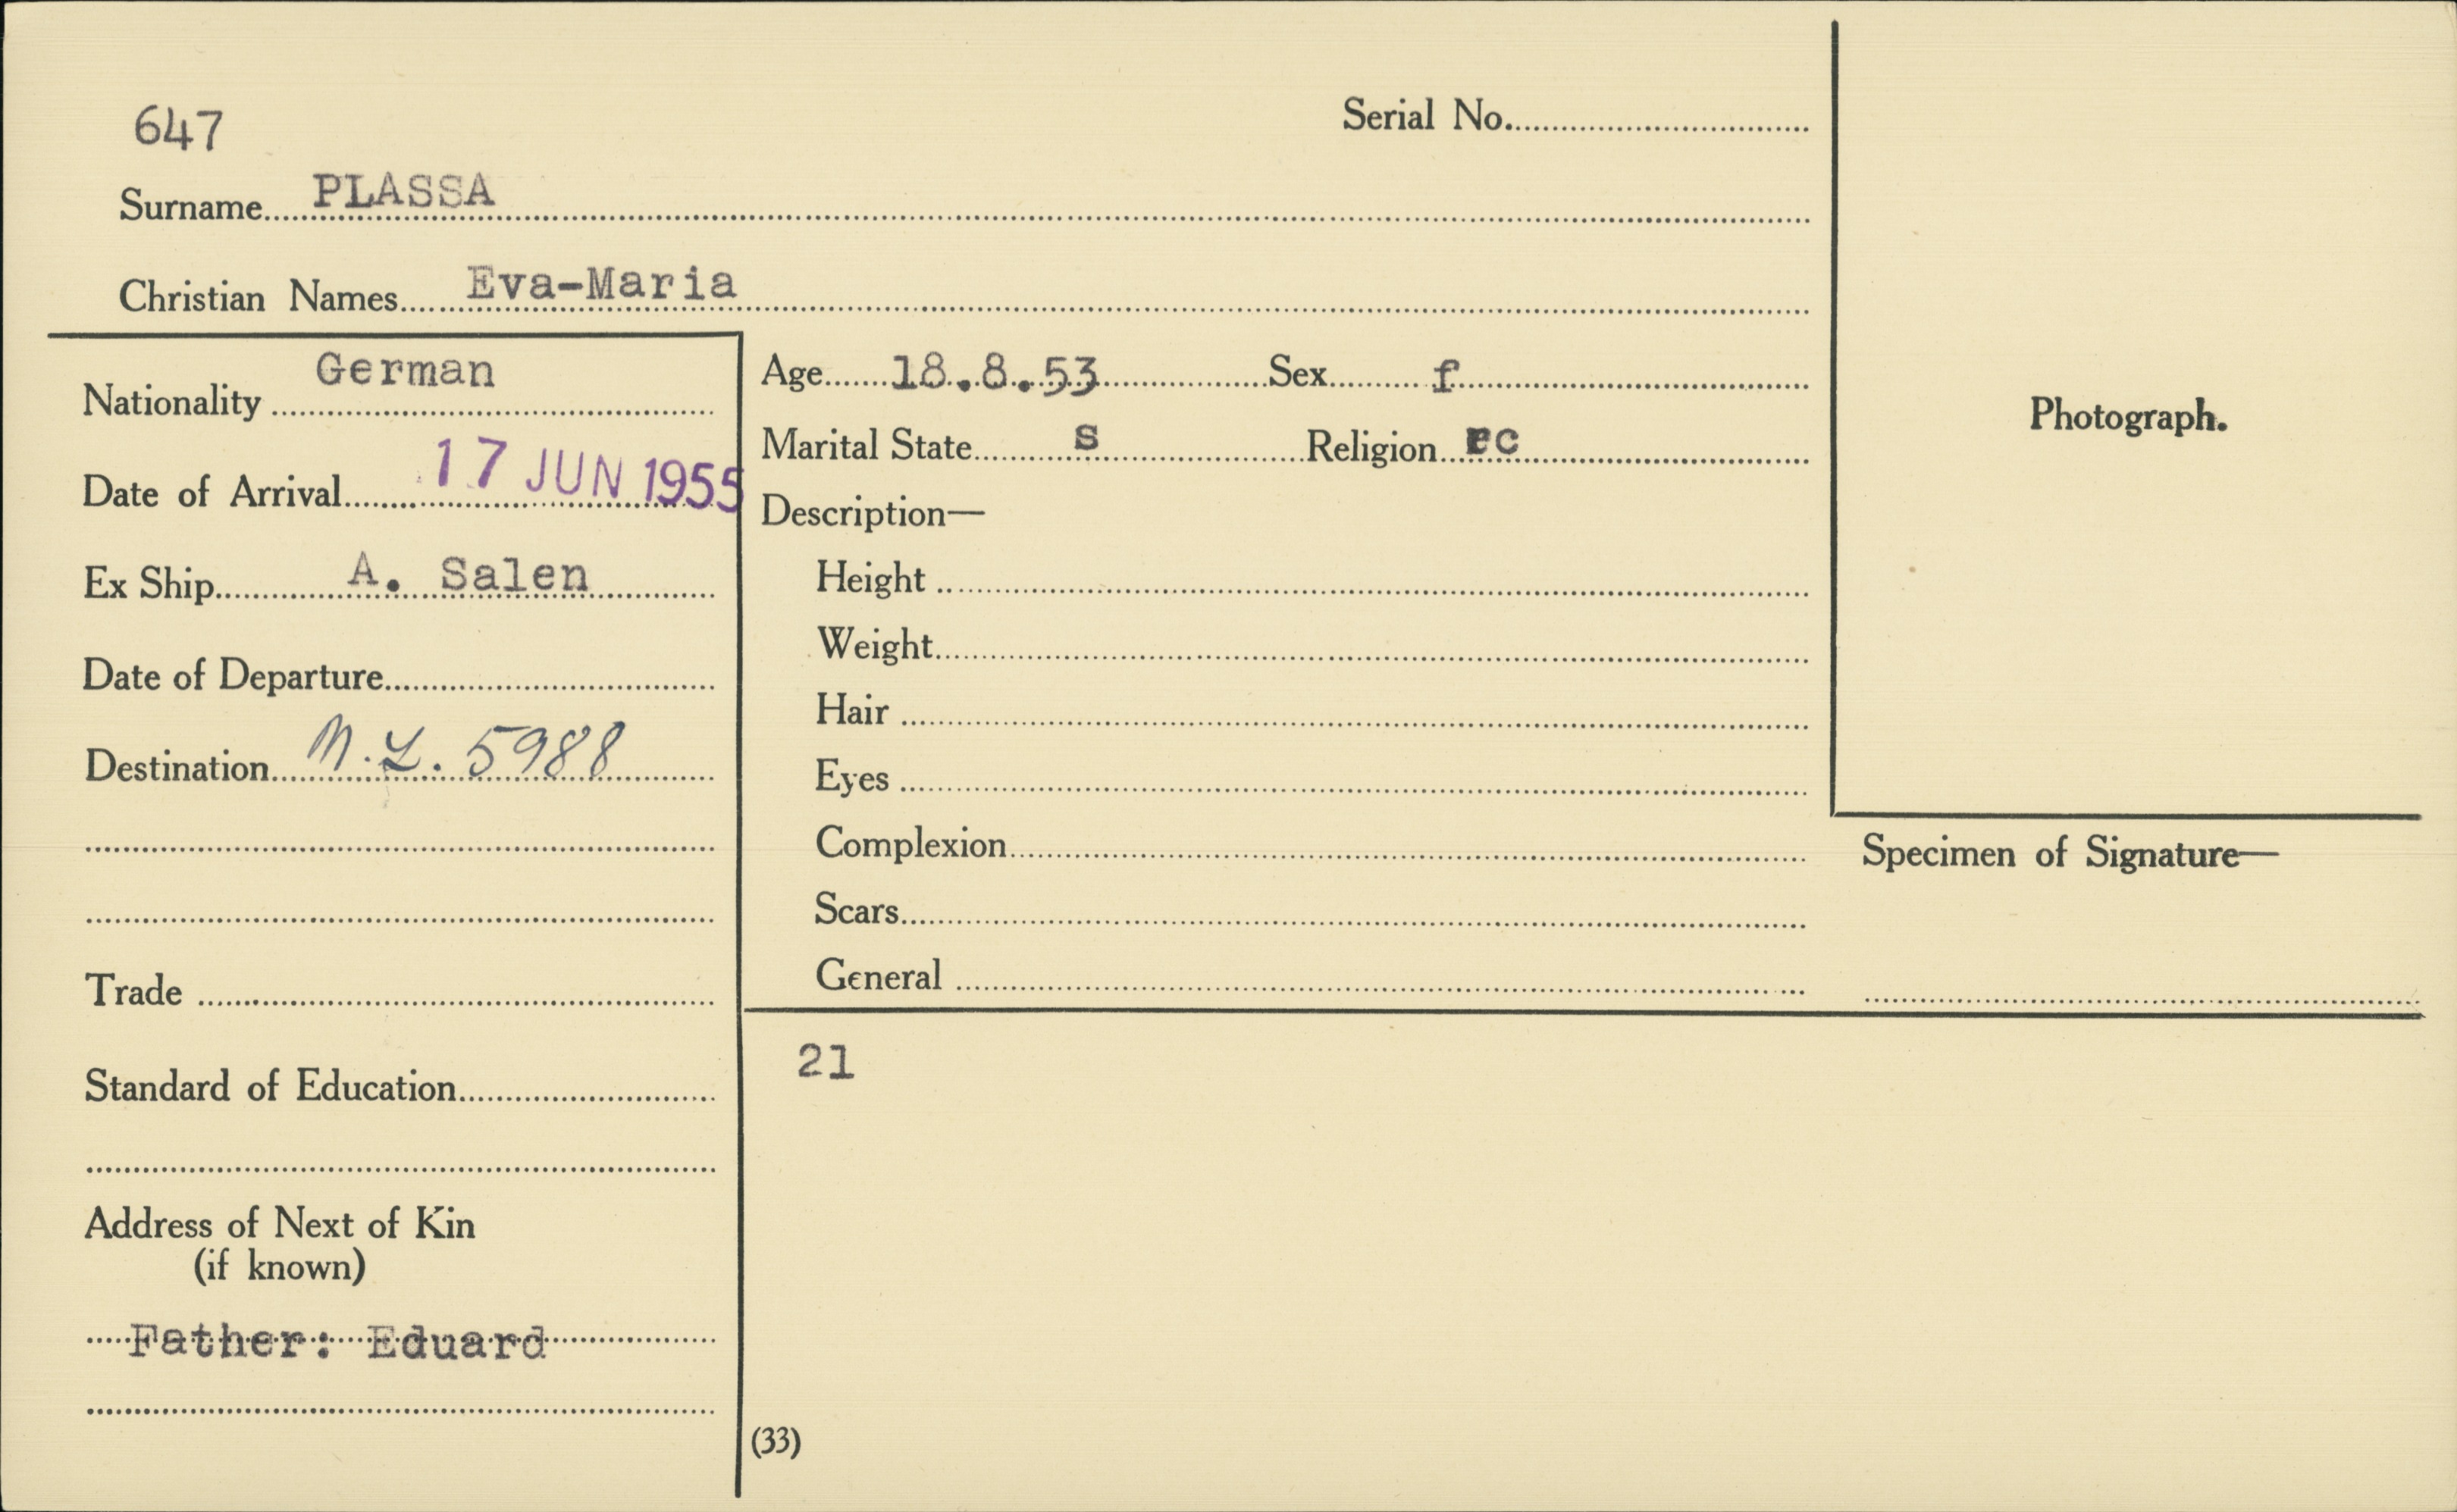 647
Serial No.
Surname PLASSA
Christian Names Eva-Maria
Nationality German
Date of Arrival 17 JUN 1955
Ex Ship A. Salen
Date of Departure
Destination N.L. 5988
Trade
Standard of Education
Address of Next of Kin
(if known)
Father: Eduard
Age 18.8.53 Sex f
Marital State s Religion rc
Description—
Height
Weight
Hair
Eyes
Complexion
Scars
General
Photograph.
Specimen of Signature—
21
(33)